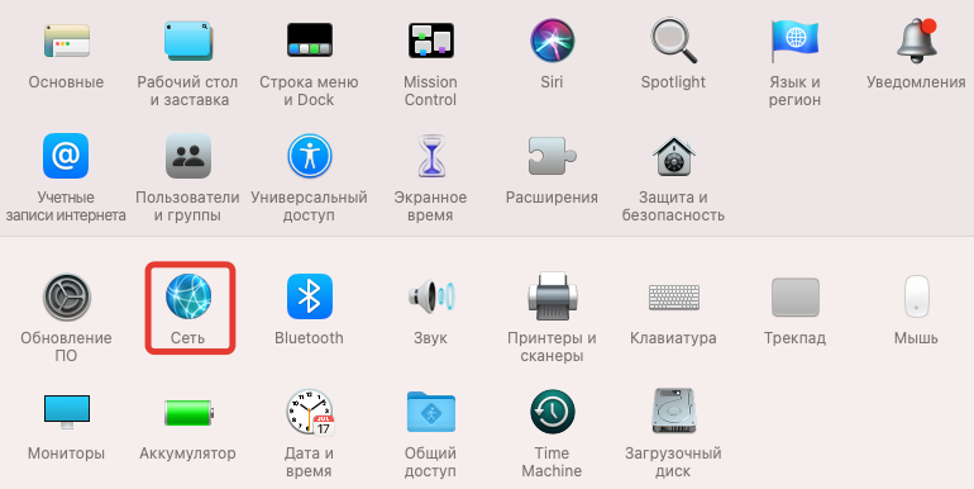 Основные
Рабочий стол
и заставка
Строка меню
и Dock
Mission
Control
Siri
Spotlight
Язык и
регион
Уведомления
Учетные
записи интернета
Пользователи
и группы
Универсальный
доступ
Экранное
время
Расширения
Защита и
безопасность
Обновление
ПО
Сеть
Bluetooth
Звук
Принтеры и
сканеры
Клавиатура
Трекпад
Мышь
Мониторы
Аккумулятор
JUL
17
Дата и
время
Общий
доступ
Time
Machine
Загрузочный
диск